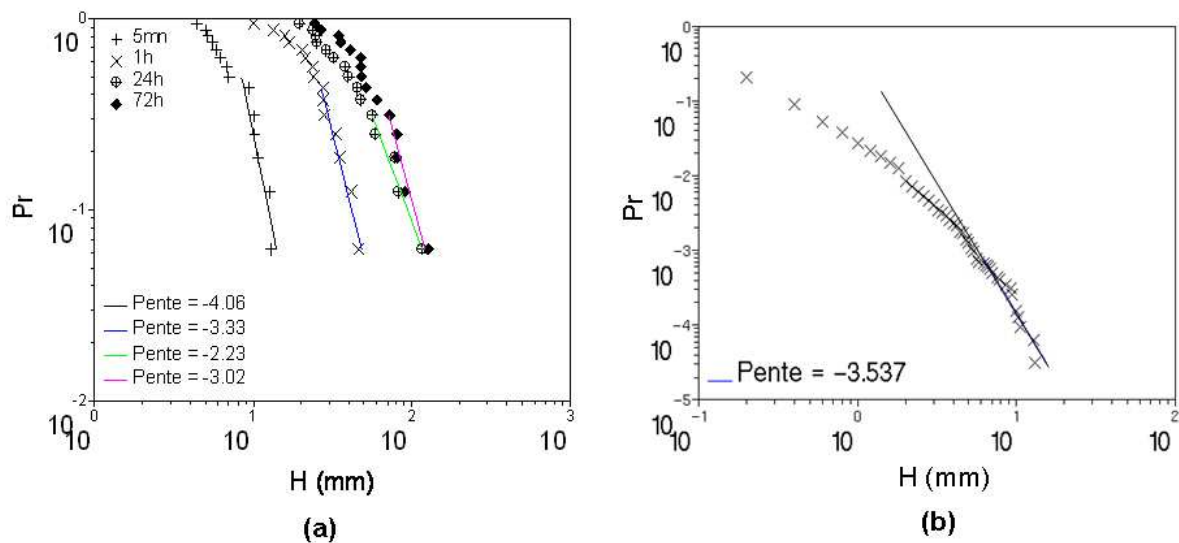 0
10
Pr
+ 5mn
× 1h
⊕ 24h
◆ 72h
-1
10
Pente = -4.06
Pente = -3.33
Pente = -2.23
Pente = -3.02
-2
10
0
10
1
10
2
10
3
10
H (mm)
(a)
0
10
-1
10
-2
10
Pr
-3
10
-4
10
Pente = -3.537
-5
10
-1
10
0
10
1
10
2
10
H (mm)
(b)